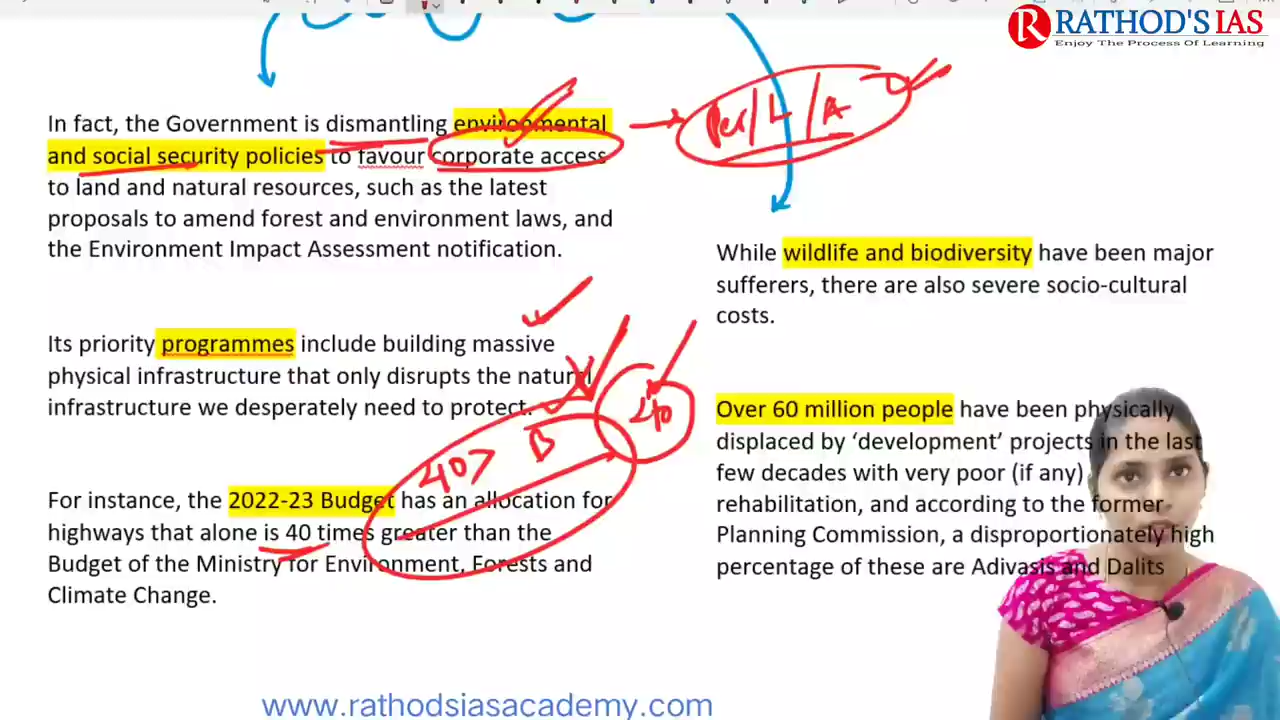 RATHOD'S IAS
Enjoy The Process Of Learning
Per/L/A
In fact, the Government is dismantling environmental
and social security policies to favour corporate access
to land and natural resources, such as the latest
proposals to amend forest and environment laws, and
the Environment Impact Assessment notification.
Its priority programmes include building massive
physical infrastructure that only disrupts the natural
infrastructure we desperately need to protect.
40> B
40
For instance, the 2022-23 Budget has an allocation for
highways that alone is 40 times greater than the
Budget of the Ministry for Environment, Forests and
Climate Change.
While wildlife and biodiversity have been major
sufferers, there are also severe socio-cultural
costs.
Over 60 million people have been physically
displaced by ‘development’ projects in the last
few decades with very poor (if any)
rehabilitation, and according to the former
Planning Commission, a disproportionately high
percentage of these are Adivasis and Dalits
www.rathodsiasacademy.com